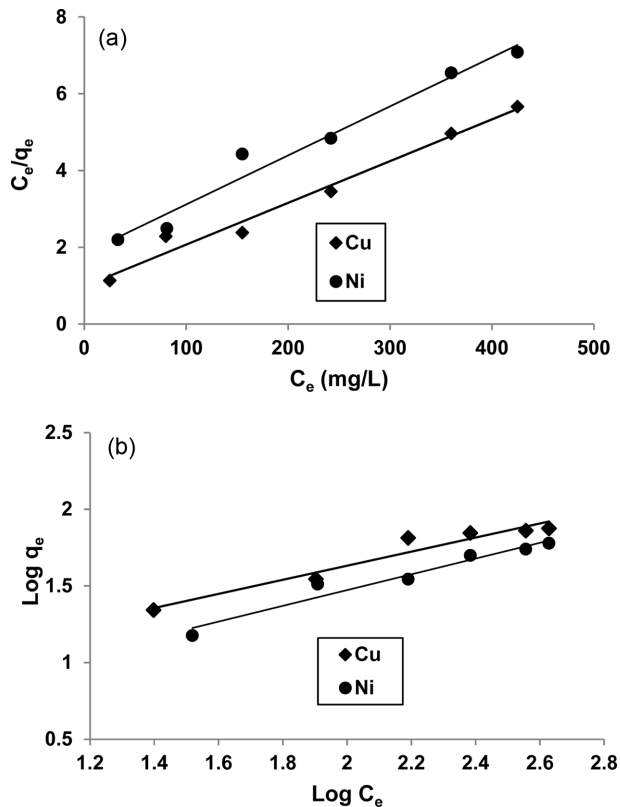 (a)
8
6
4
2
0
Ce/qe
Cu
Ni
0 100 200 300 400 500
Ce (mg/L)
(b)
2.5
2
1.5
1
0.5
Log qe
Cu
Ni
1.2 1.4 1.6 1.8 2 2.2 2.4 2.6 2.8
Log Ce